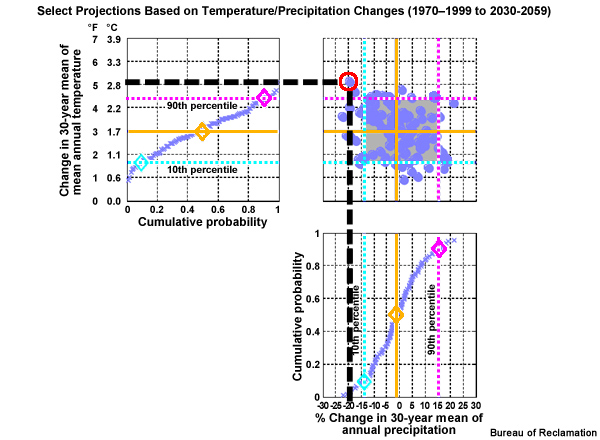 Select Projections Based on Temperature/Precipitation Changes (1970–1999 to 2030-2059)
°F °C
7 3.9
6 3.3
5 2.8
4 2.2
3 1.7
2 1.1
1 0.6
0 0.0
Change in 30-year mean of
mean annual temperature
90th percentile
10th percentile
0 0.2 0.4 0.6 0.8 1
Cumulative probability
1
0.8
0.6
0.4
0.2
0
Cumulative probability
10th percentile
90th percentile
-30 -25 -20 -15 -10 -5 0 5 10 15 20 25 30
% Change in 30-year mean of
annual precipitation
Bureau of Reclamation